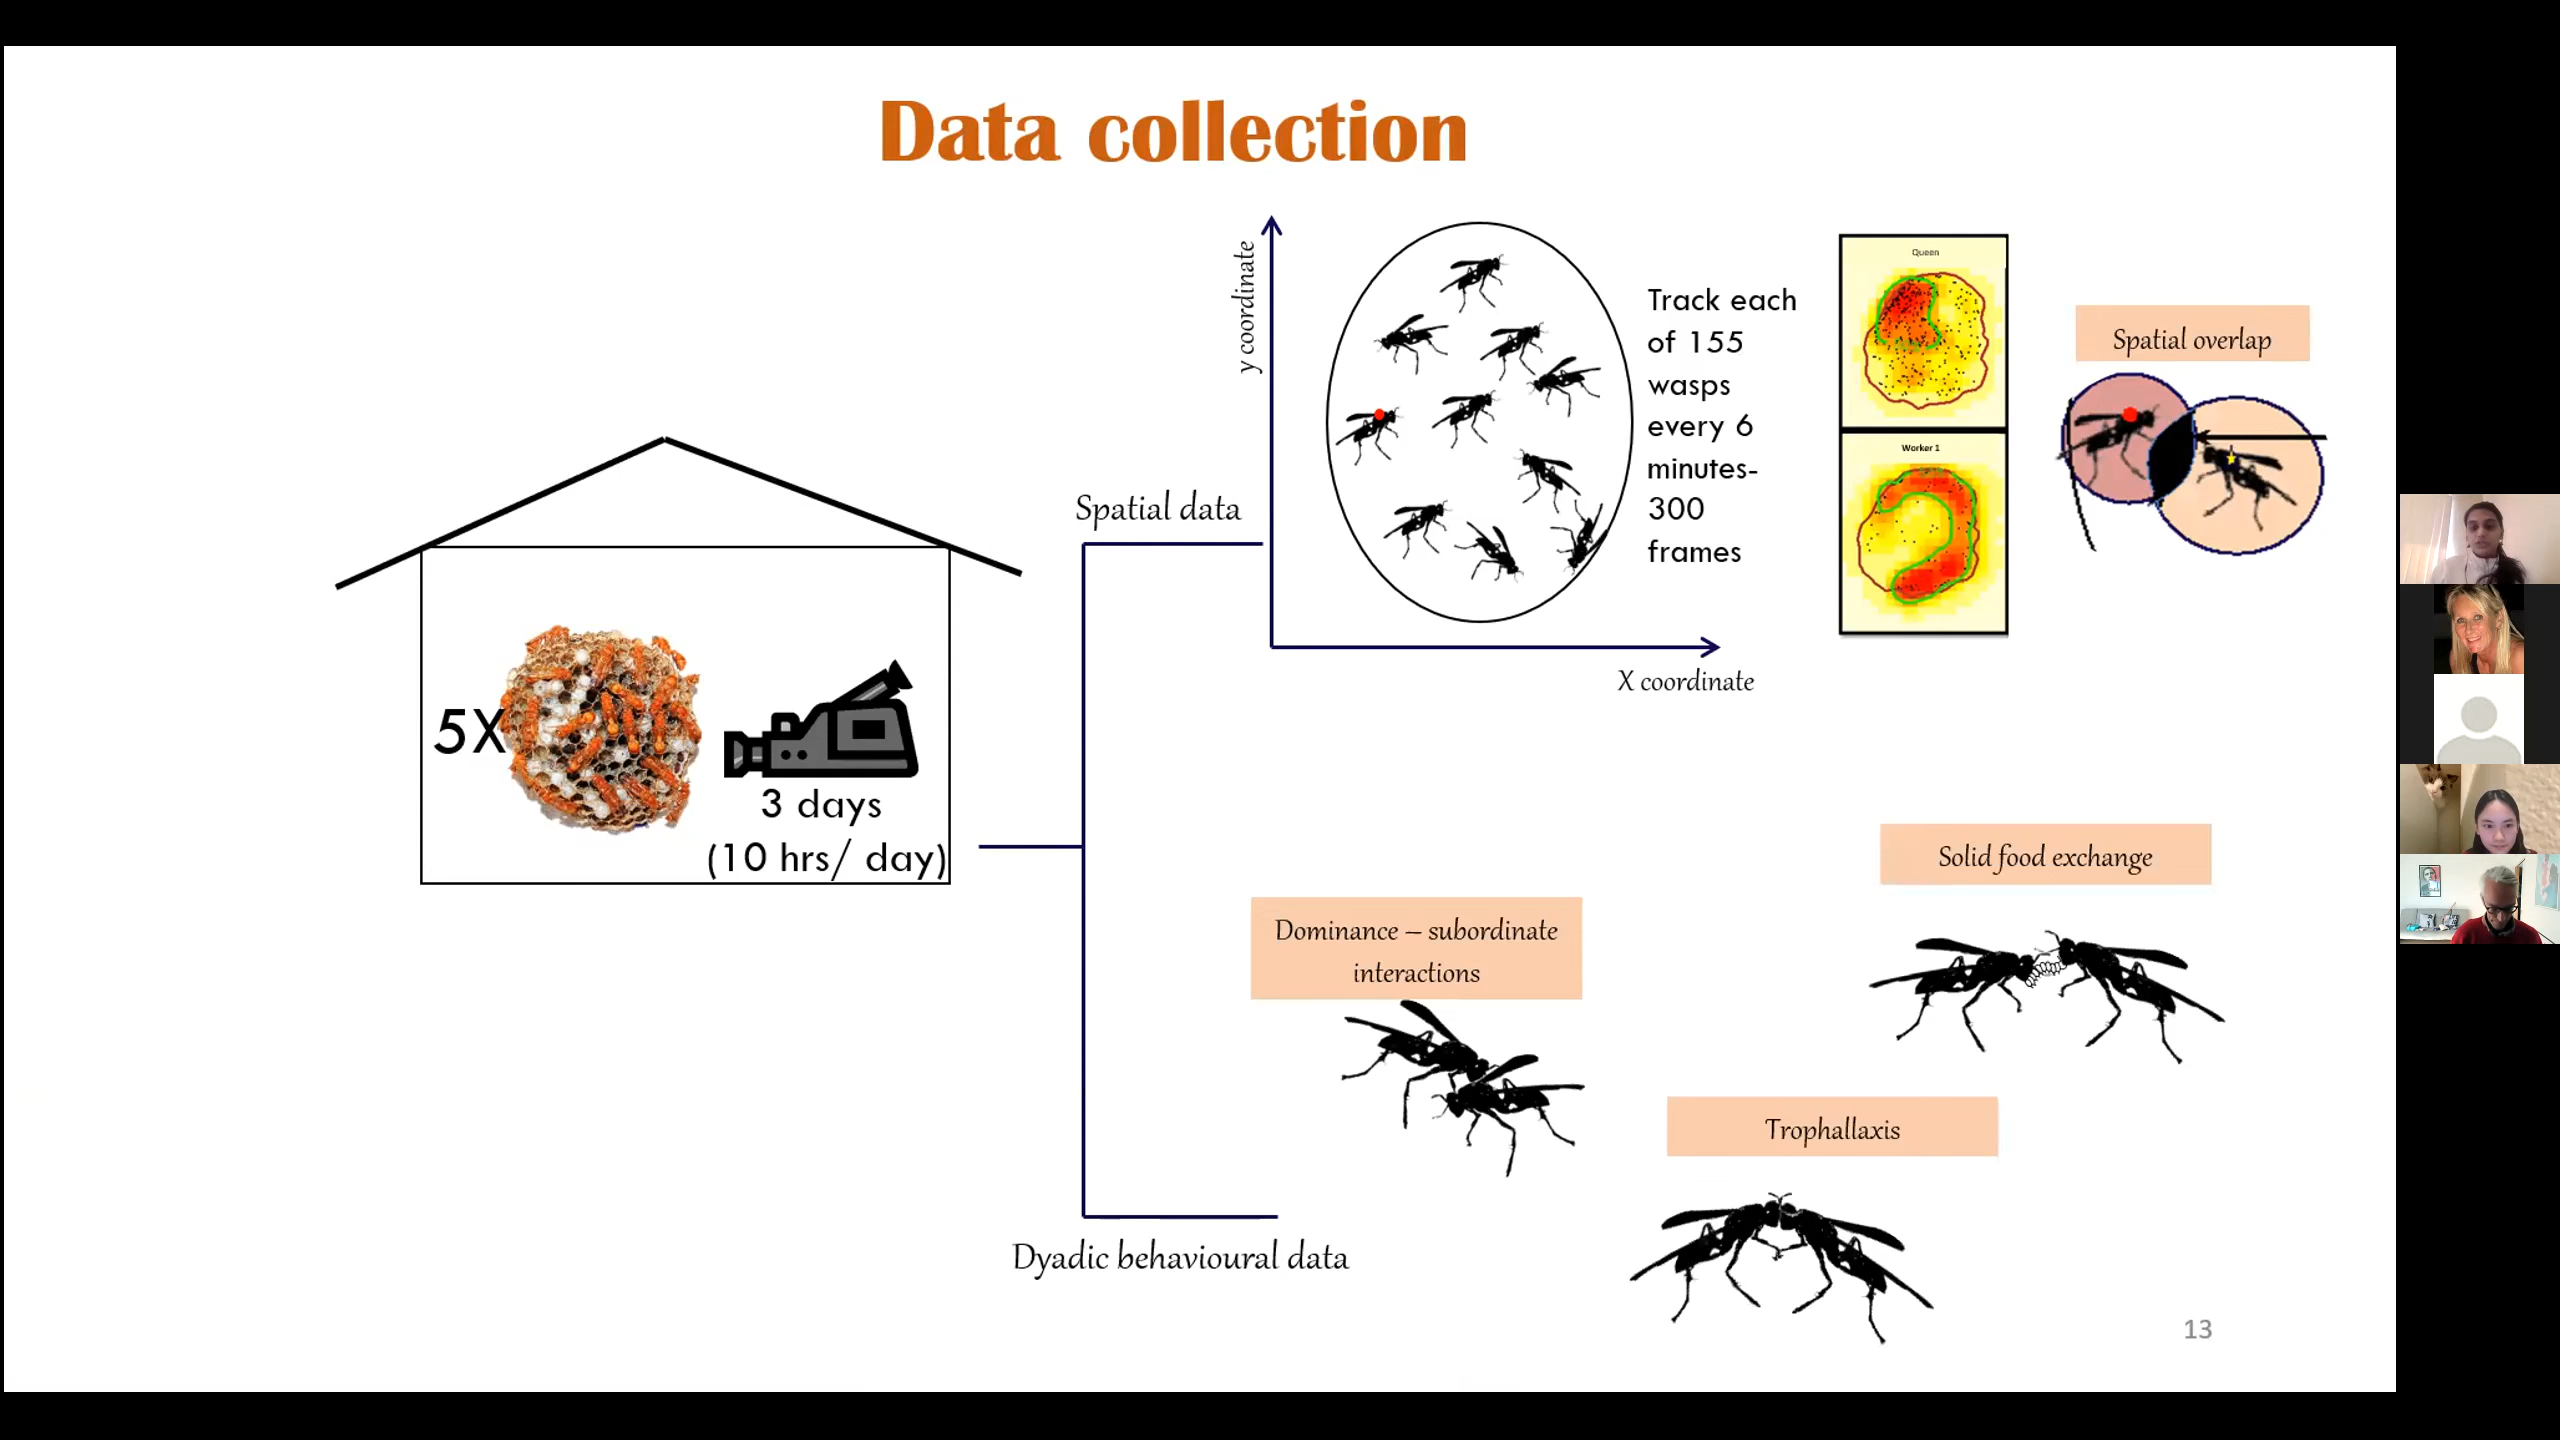 Data collection
y coordinate
Track each
of 155
wasps
every 6
minutes-
300
frames
X coordinate
Queen
Worker 1
Spatial overlap
Spatial data
5X
3 days
(10 hrs/ day)
Solid food exchange
Dominance – subordinate
interactions
Trophallaxis
Dyadic behavioural data
13